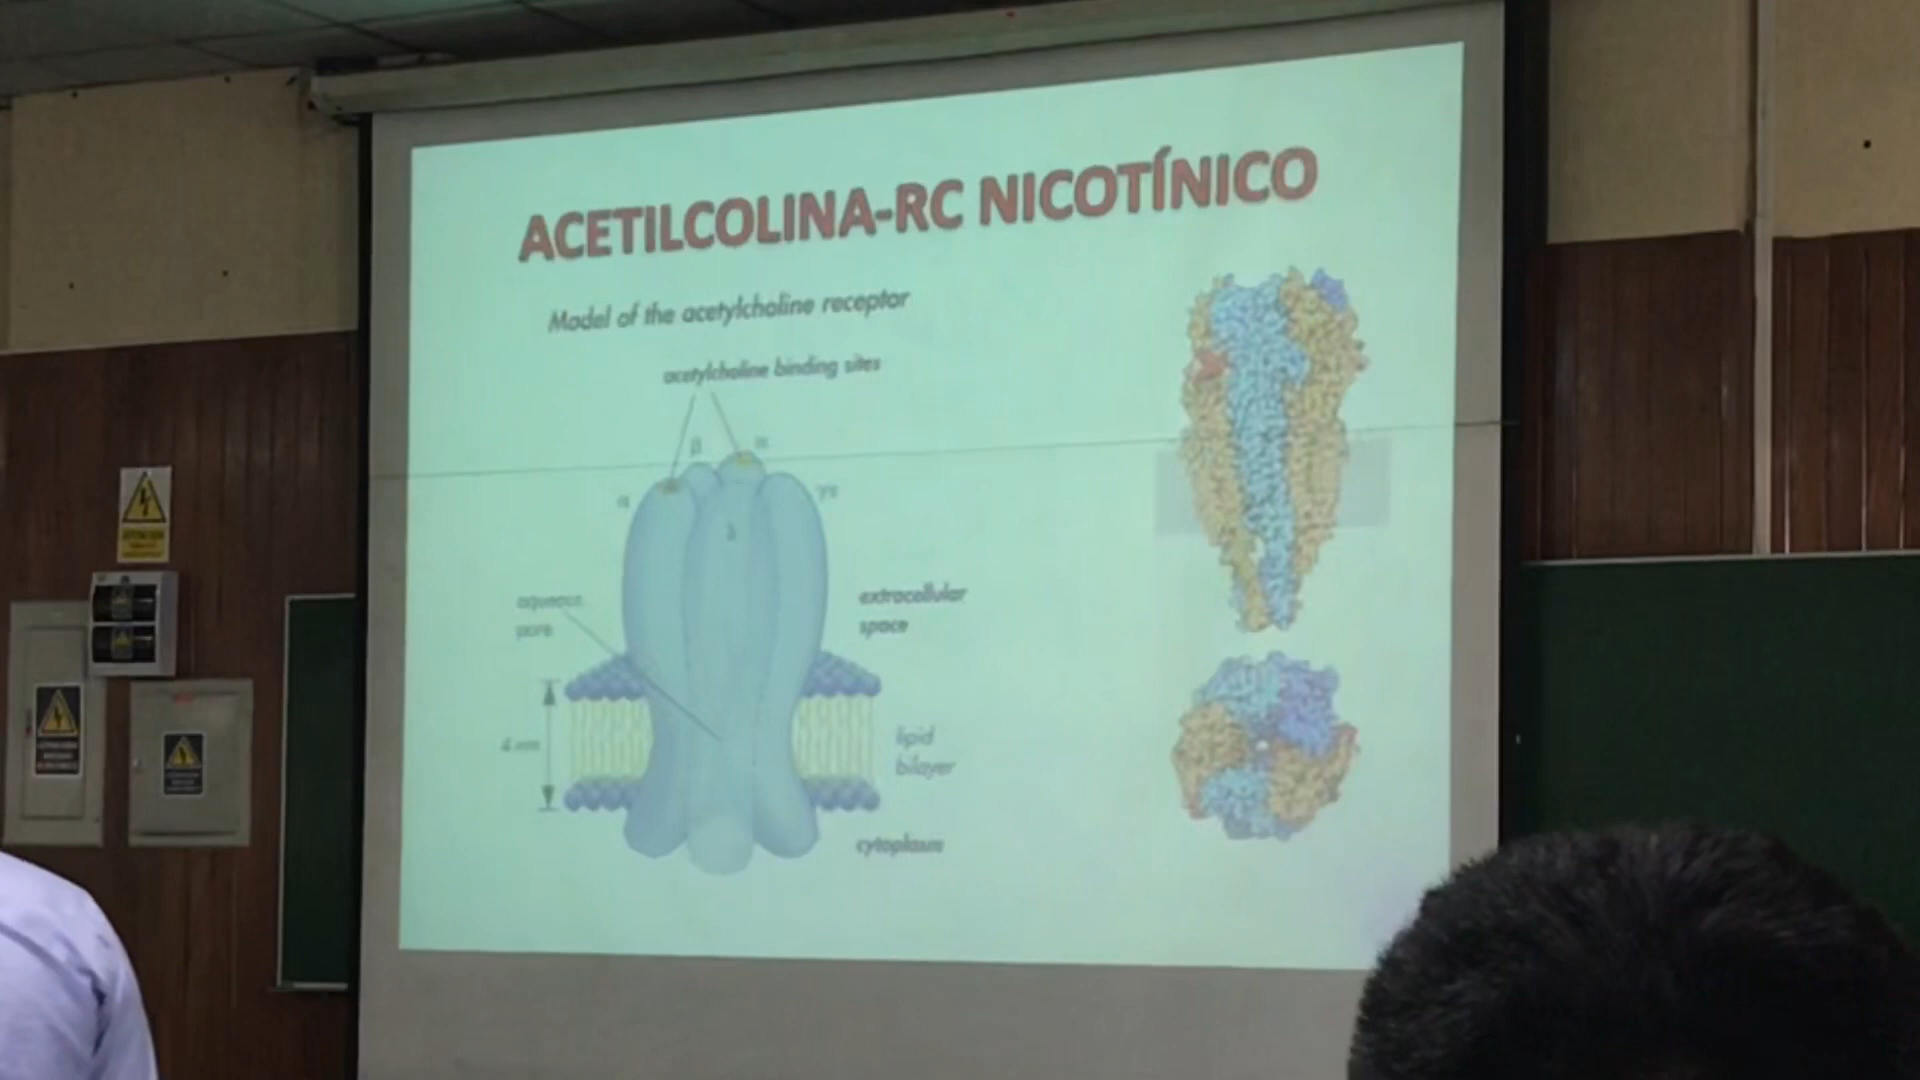 ACETILCOLINA-RC NICOTÍNICO
Model of the acetylcholine receptor
acetylcholine binding sites
β
α
α
aqueous
pore
extracellular
space
4 nm
lipid
bilayer
cytoplasm